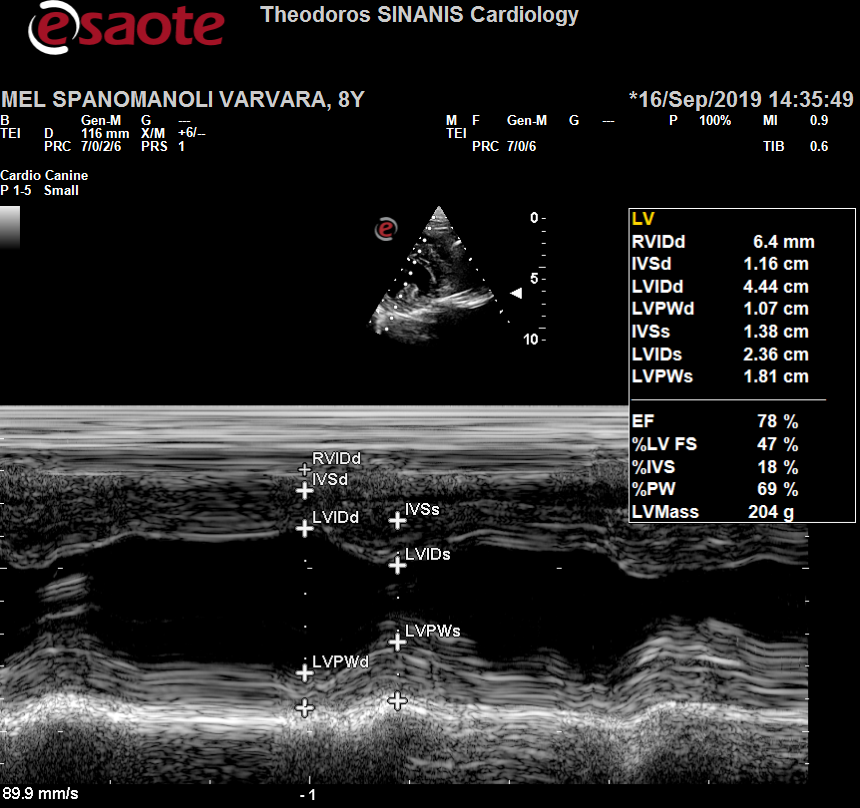 esaote
Theodoros SINANIS Cardiology
MEL SPANOMANOLI VARVARA, 8Y
*16/Sep/2019 14:35:49
B Gen-M G ---
TEI D 116 mm X/M +6/--
PRC 7/0/2/6 PRS 1
M F Gen-M G --- P 100% MI 0.9
TEI
PRC 7/0/6 TIB 0.6
Cardio Canine
P 1-5 Small
e
0
5
10
LV
RVIDd 6.4 mm
IVSd 1.16 cm
LVIDd 4.44 cm
LVPWd 1.07 cm
IVSs 1.38 cm
LVIDs 2.36 cm
LVPWs 1.81 cm
EF 78 %
%LV FS 47 %
%IVS 18 %
%PW 69 %
LVMass 204 g
RVIDd
IVSd
LVIDd
IVSs
LVIDs
LVPWs
LVPWd
89.9 mm/s
-1